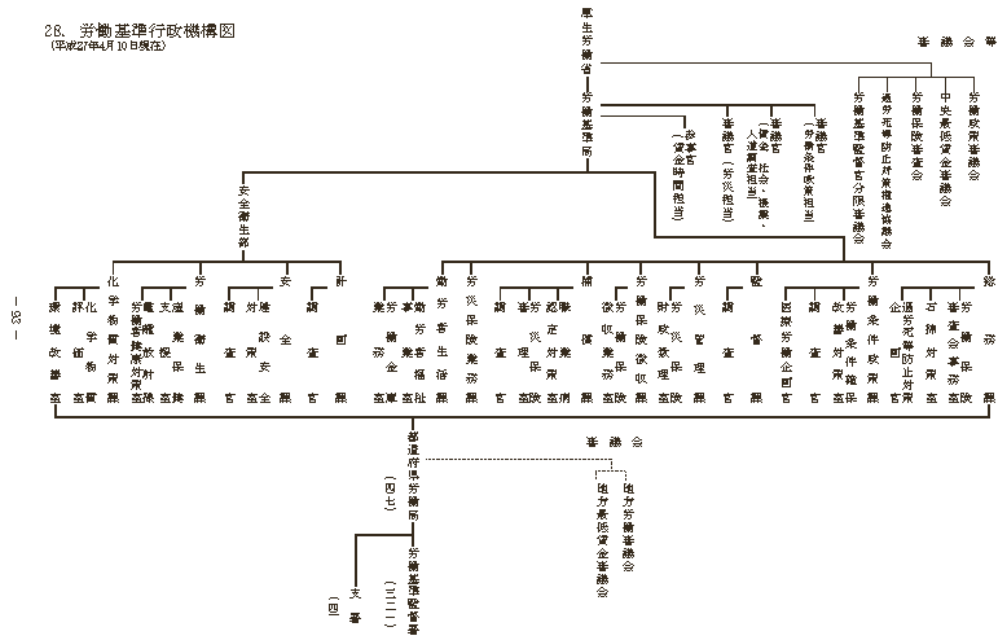 28. 労働基準行政機構図
(平成27年4月10日現在)
厚生労働省
労働基準局
審議会等
労働政策審議会
中央最低賃金審議会
労働保険審査会
過労死等防止対策推進協議会
労働基準監督官分限審議会
審議官
(労働条件政策担当)
審議官
(賃金、社会・援護・
人道調査担当)
審議官(労災担当)
参事官
(賃金時間担当)
安全衛生部
総務課
労働保険
審査会事務室
石綿対策室
過労死等防止対策
企画官
労働条件政策課
労働条件確保
改善対策室
調査官
医療労働企画官
監督課
調査官
労災管理課
労災保険
財政数理室
労働保険徴収課
労働保険
徴収業務室
補償課
職業病
認定対策室
労災保険
審理室
調査官
労災保険業務課
勤労者生活課
勤労者福祉
事業室
労働金庫
業務室
計画課
調査官
安全課
建設安全
対策室
調査官
労働衛生課
産業保健
支援室
電離放射線
労働者健康対策室
化学物質対策課
化学物質
評価室
環境改善室
都道府県労働局
(四七)
審議会
地方労働審議会
地方最低賃金審議会
労働基準監督署
(三二一)
支署
(四)
- 93 -